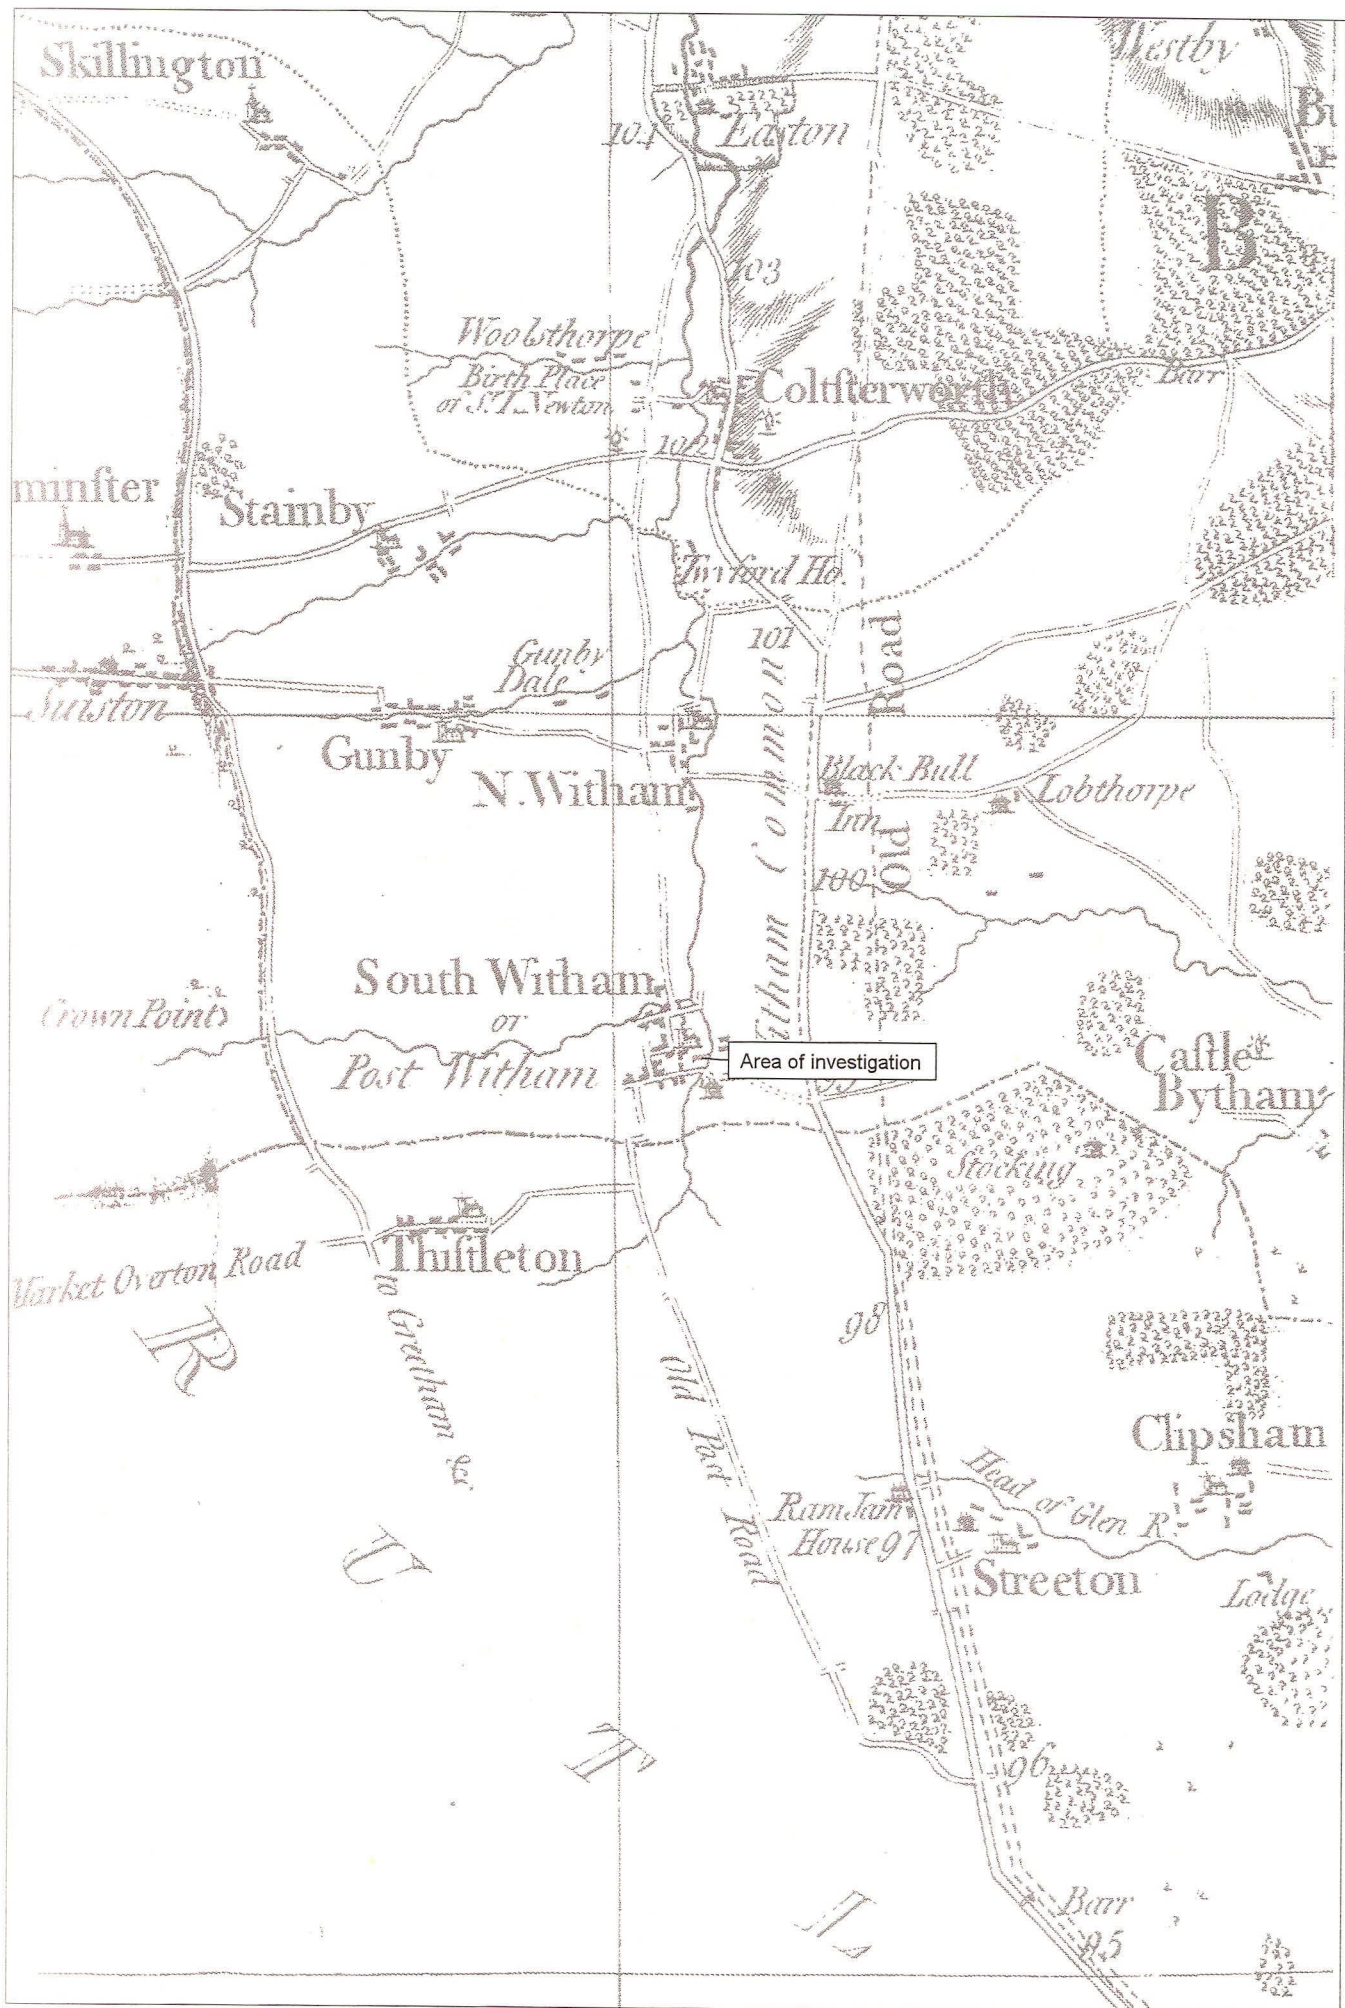 Skillington
Westby
B
104
Easton
103
Woolsthorpe
Birth Place
of S. I. Newton
Coltſterworth
Barr
102
minſter
Stainby
Twyford Ho.
101
Gunby
Dale
Road
Suiston
Gunby
N. Witham
Black Bull
Inn
Lobthorpe
Common
100
Old
South Witham
or
Post Witham
Crown Points
Witham
Area of investigation
99
Caſtle
Bytham
Stocking
Thiſtleton
Market Overton Road
to Greetham &c.
98
R
Old Post Road
Clipsham
Ram Jam
House 97
Head of Glen R.
Streeton
U
Lodge
T
96
L
Barr
95